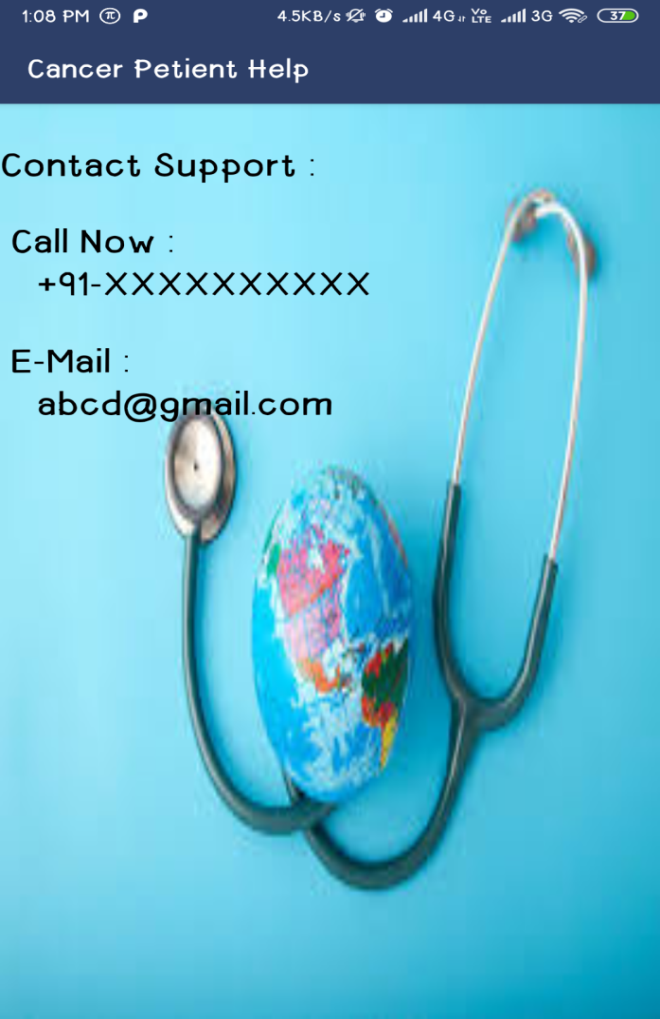 1:08 PM π P 4.5KB/s 4G Vo LTE 3G 37
Cancer Petient Help
Contact Support :
Call Now :
+91-XXXXXXXXXX
E-Mail :
abcd@gmail.com